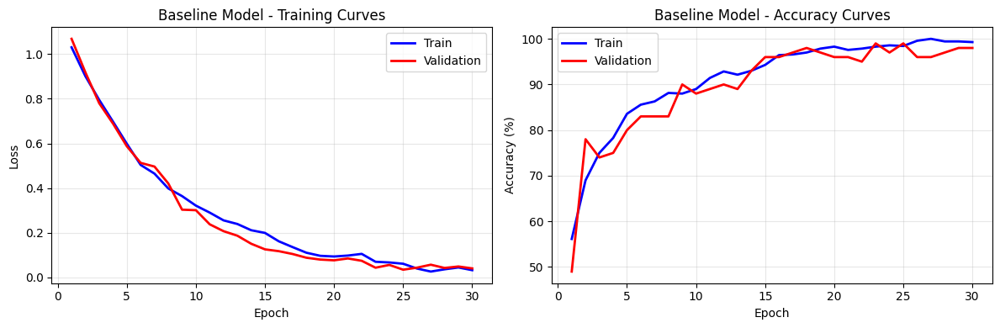 Baseline Model - Training Curves
Train
Validation
1.0
0.8
0.6
0.4
0.2
0.0
Loss
0 5 10 15 20 25 30
Epoch
Baseline Model - Accuracy Curves
Train
Validation
100
90
80
70
60
50
Accuracy (%)
0 5 10 15 20 25 30
Epoch